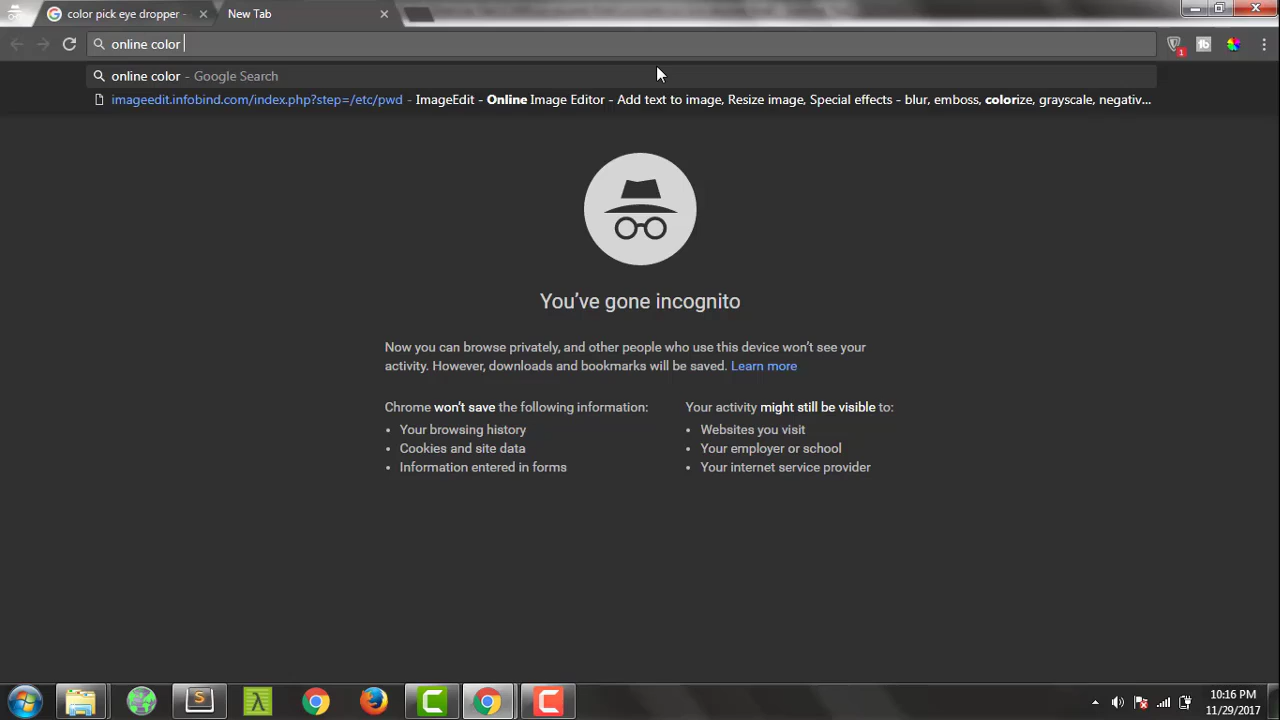 color pick eye dropper -
New Tab
online color
online color - Google Search
imageedit.infobind.com/index.php?step=/etc/pwd - ImageEdit - Online Image Editor - Add text to image, Resize image, Special effects - blur, emboss, colorize, grayscale, negativ...
You've gone incognito
Now you can browse privately, and other people who use this device won't see your
activity. However, downloads and bookmarks will be saved. Learn more
Chrome won't save the following information:
• Your browsing history
• Cookies and site data
• Information entered in forms
Your activity might still be visible to:
• Websites you visit
• Your employer or school
• Your internet service provider
1
10:16 PM
11/29/2017